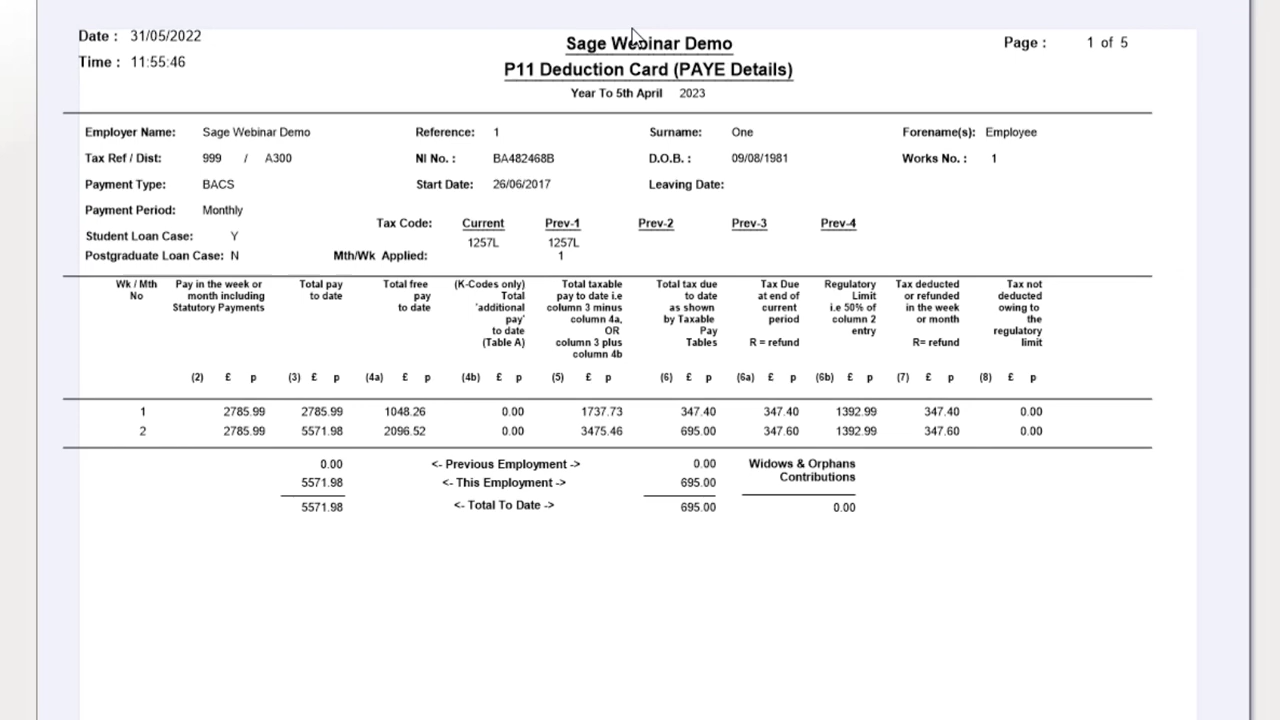 Date : 31/05/2022
Sage Webinar Demo
Page : 1 of 5
Time : 11:55:46
P11 Deduction Card (PAYE Details)
Year To 5th April 2023
Employer Name: Sage Webinar Demo Reference: 1 Surname: One Forename(s): Employee
Tax Ref / Dist: 999 / A300 NI No. : BA482468B D.O.B. : 09/08/1981 Works No. : 1
Payment Type: BACS Start Date: 26/06/2017 Leaving Date:
Payment Period: Monthly
Tax Code: Current Prev-1 Prev-2 Prev-3 Prev-4
Student Loan Case: Y
1257L 1257L
Postgraduate Loan Case: N Mth/Wk Applied: 1
Wk / Mth
No
Pay in the week or
month including
Statutory Payments
Total pay
to date
Total free
pay
to date
(K-Codes only)
Total
'additional
pay'
to date
(Table A)
Total taxable
pay to date i.e
column 3 minus
column 4a,
OR
column 3 plus
column 4b
Total tax due
to date
as shown
by Taxable
Pay
Tables
Tax Due
at end of
current
period
R = refund
Regulatory
Limit
i.e 50% of
column 2
entry
Tax deducted
or refunded
in the week
or month
R= refund
Tax not
deducted
owing to
the
regulatory
limit
(2) £ p (3) £ p (4a) £ p (4b) £ p (5) £ p (6) £ p (6a) £ p (6b) £ p (7) £ p (8) £ p
1 2785.99 2785.99 1048.26 0.00 1737.73 347.40 347.40 1392.99 347.40 0.00
2 2785.99 5571.98 2096.52 0.00 3475.46 695.00 347.60 1392.99 347.60 0.00
0.00 <- Previous Employment -> 0.00
5571.98 <- This Employment -> 695.00
Widows & Orphans
Contributions
5571.98 <- Total To Date -> 695.00 0.00